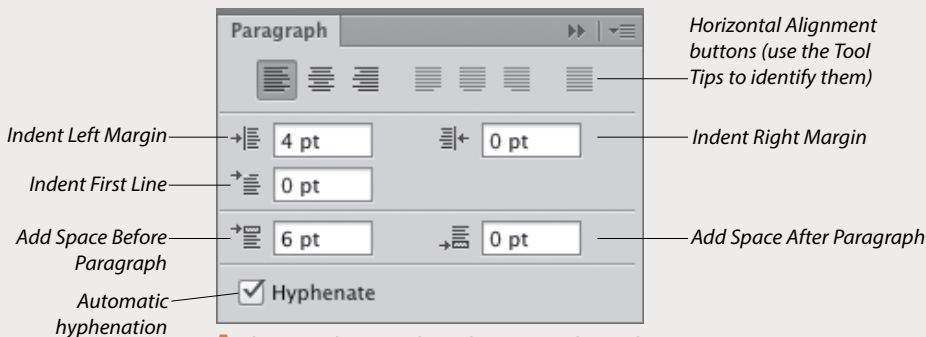 Paragraph
Horizontal Alignment
buttons (use the Tool
Tips to identify them)
Indent Left Margin
4 pt
0 pt
Indent Right Margin
Indent First Line
0 pt
Add Space Before
Paragraph
6 pt
0 pt
Add Space After Paragraph
Automatic
hyphenation
Hyphenate